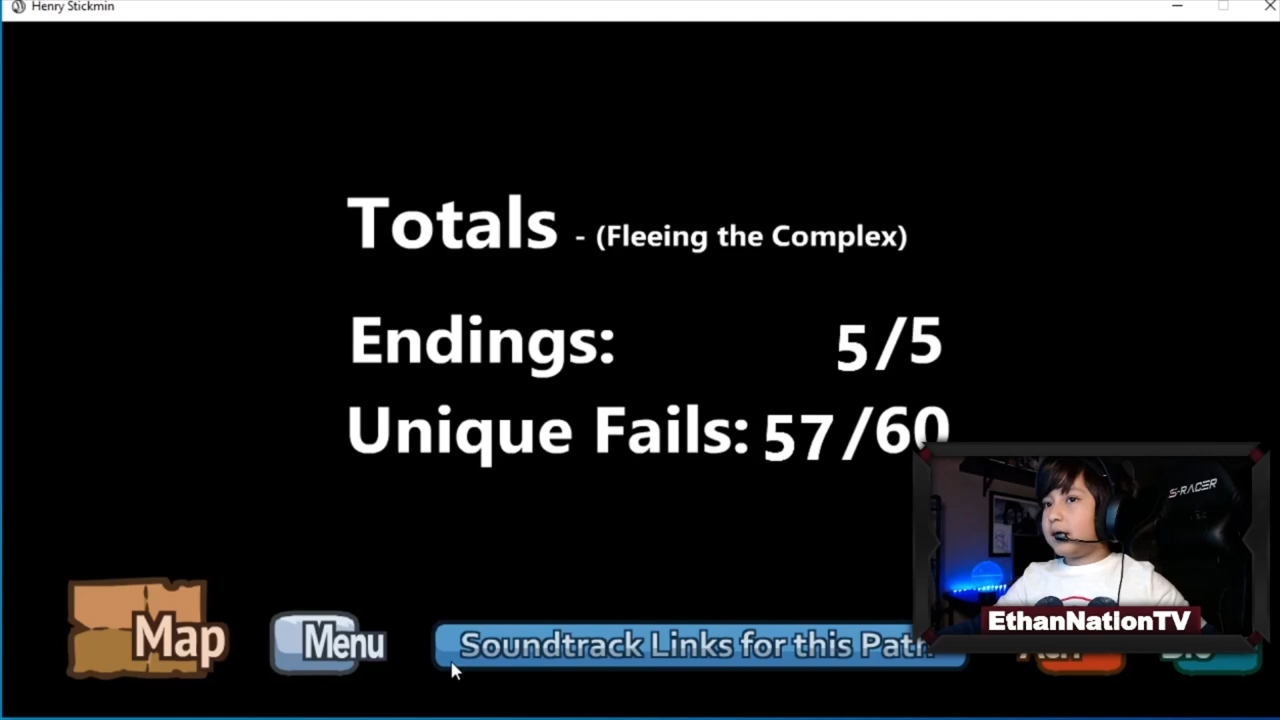 Henry Stickmin
Totals - (Fleeing the Complex)
Endings: 5/5
Unique Fails: 57/60
S-RACER
EthanNationTV
Map
Menu
Soundtrack Links for this Path